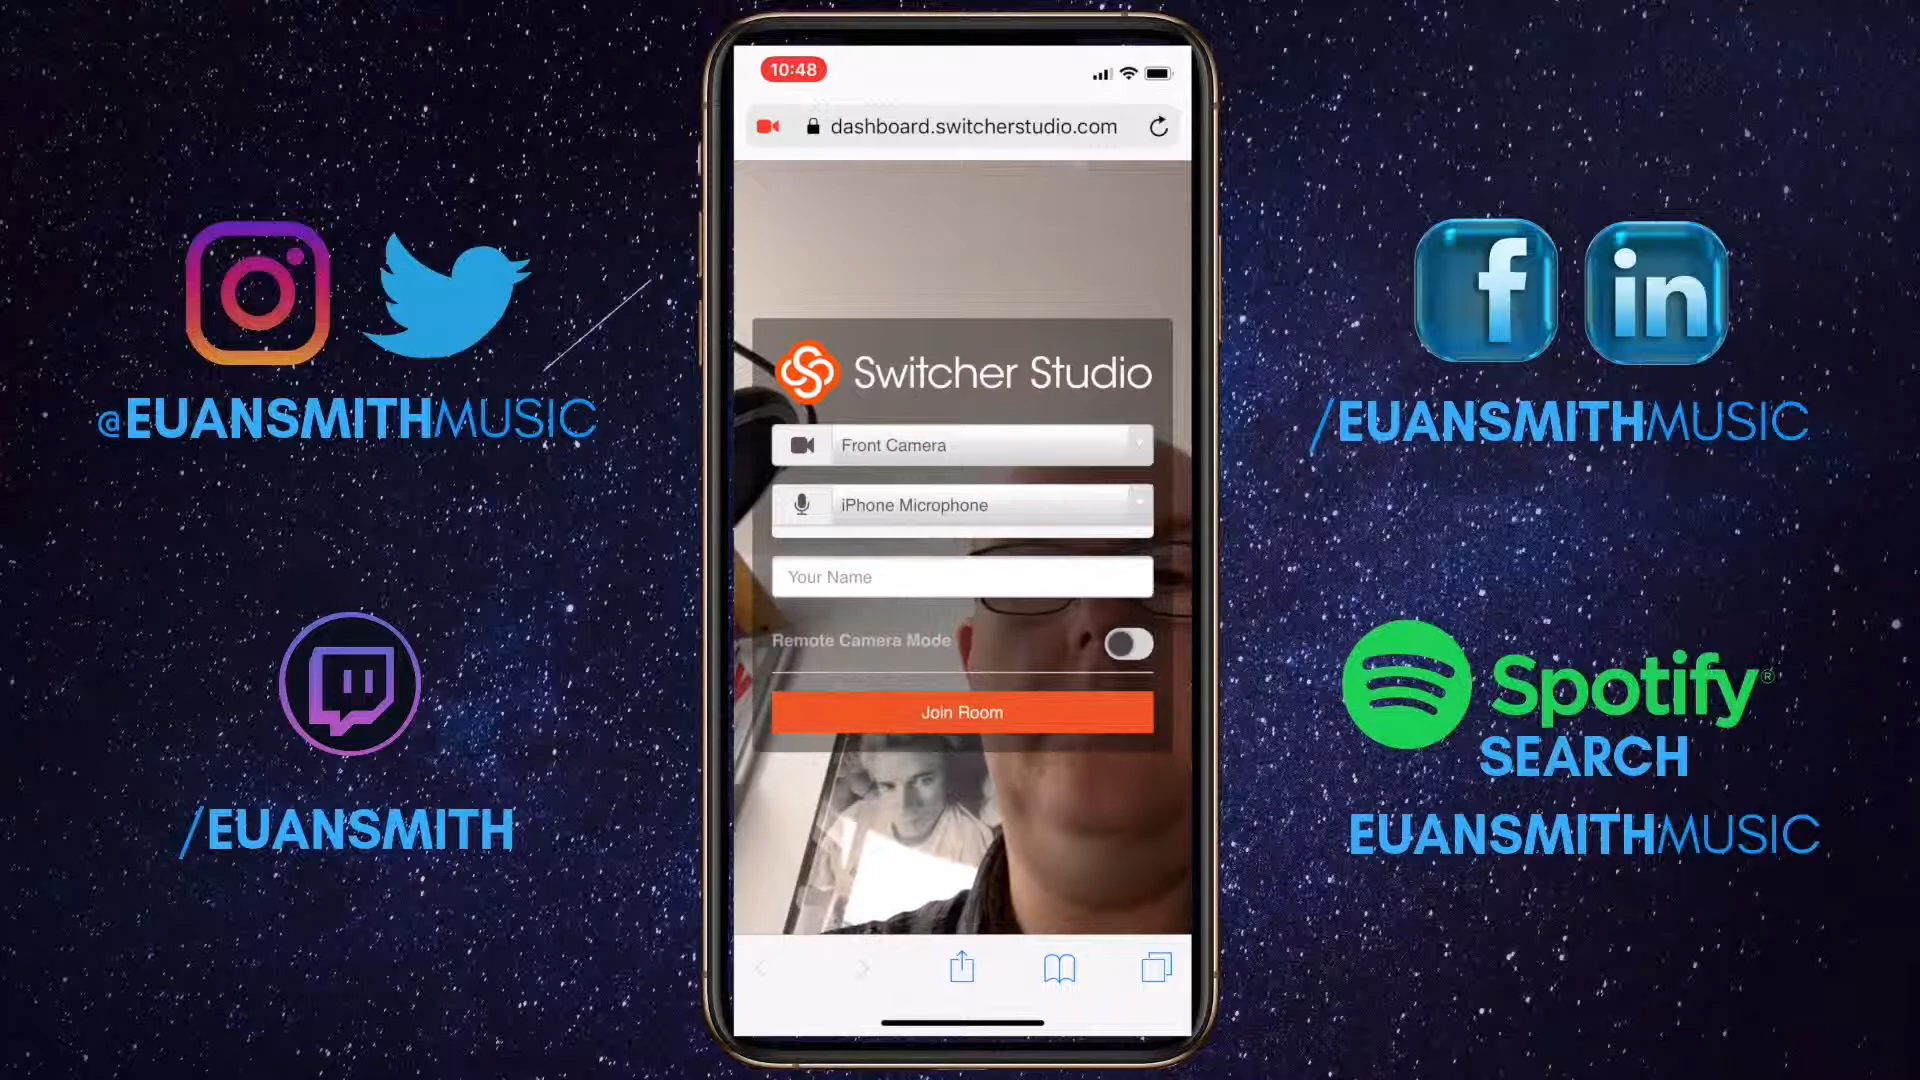 10:48
dashboard.switcherstudio.com
Switcher Studio
Front Camera
iPhone Microphone
Your Name
Remote Camera Mode
Join Room
@EUANSMITHMUSIC
/EUANSMITH
f in
/EUANSMITHMUSIC
Spotify®
SEARCH
EUANSMITHMUSIC